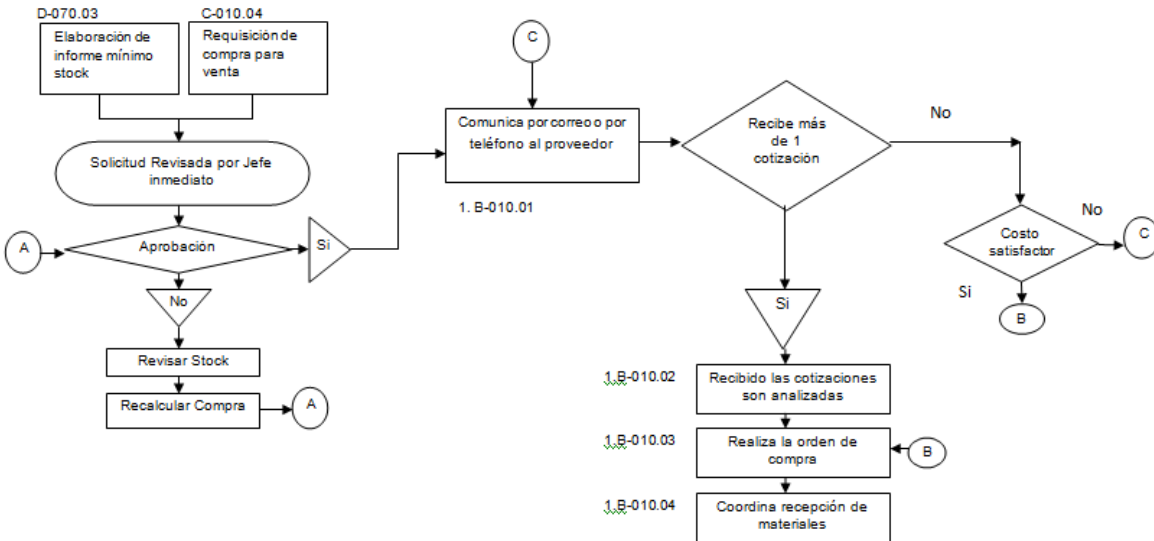 D-070.03
Elaboración de
informe mínimo
stock
C-010.04
Requisición de
compra para
venta
Solicitud Revisada por Jefe
inmediato
A
Aprobación
Si
No
Revisar Stock
Recalcular Compra
A
C
Comunica por correo o por
teléfono al proveedor
1. B-010.01
Recibe más
de 1
cotización
No
Costo
satisfactor
No
C
Si
B
Si
1.B-010.02
Recibido las cotizaciones
son analizadas
1.B-010.03
Realiza la orden de
compra
B
1.B-010.04
Coordina recepción de
materiales